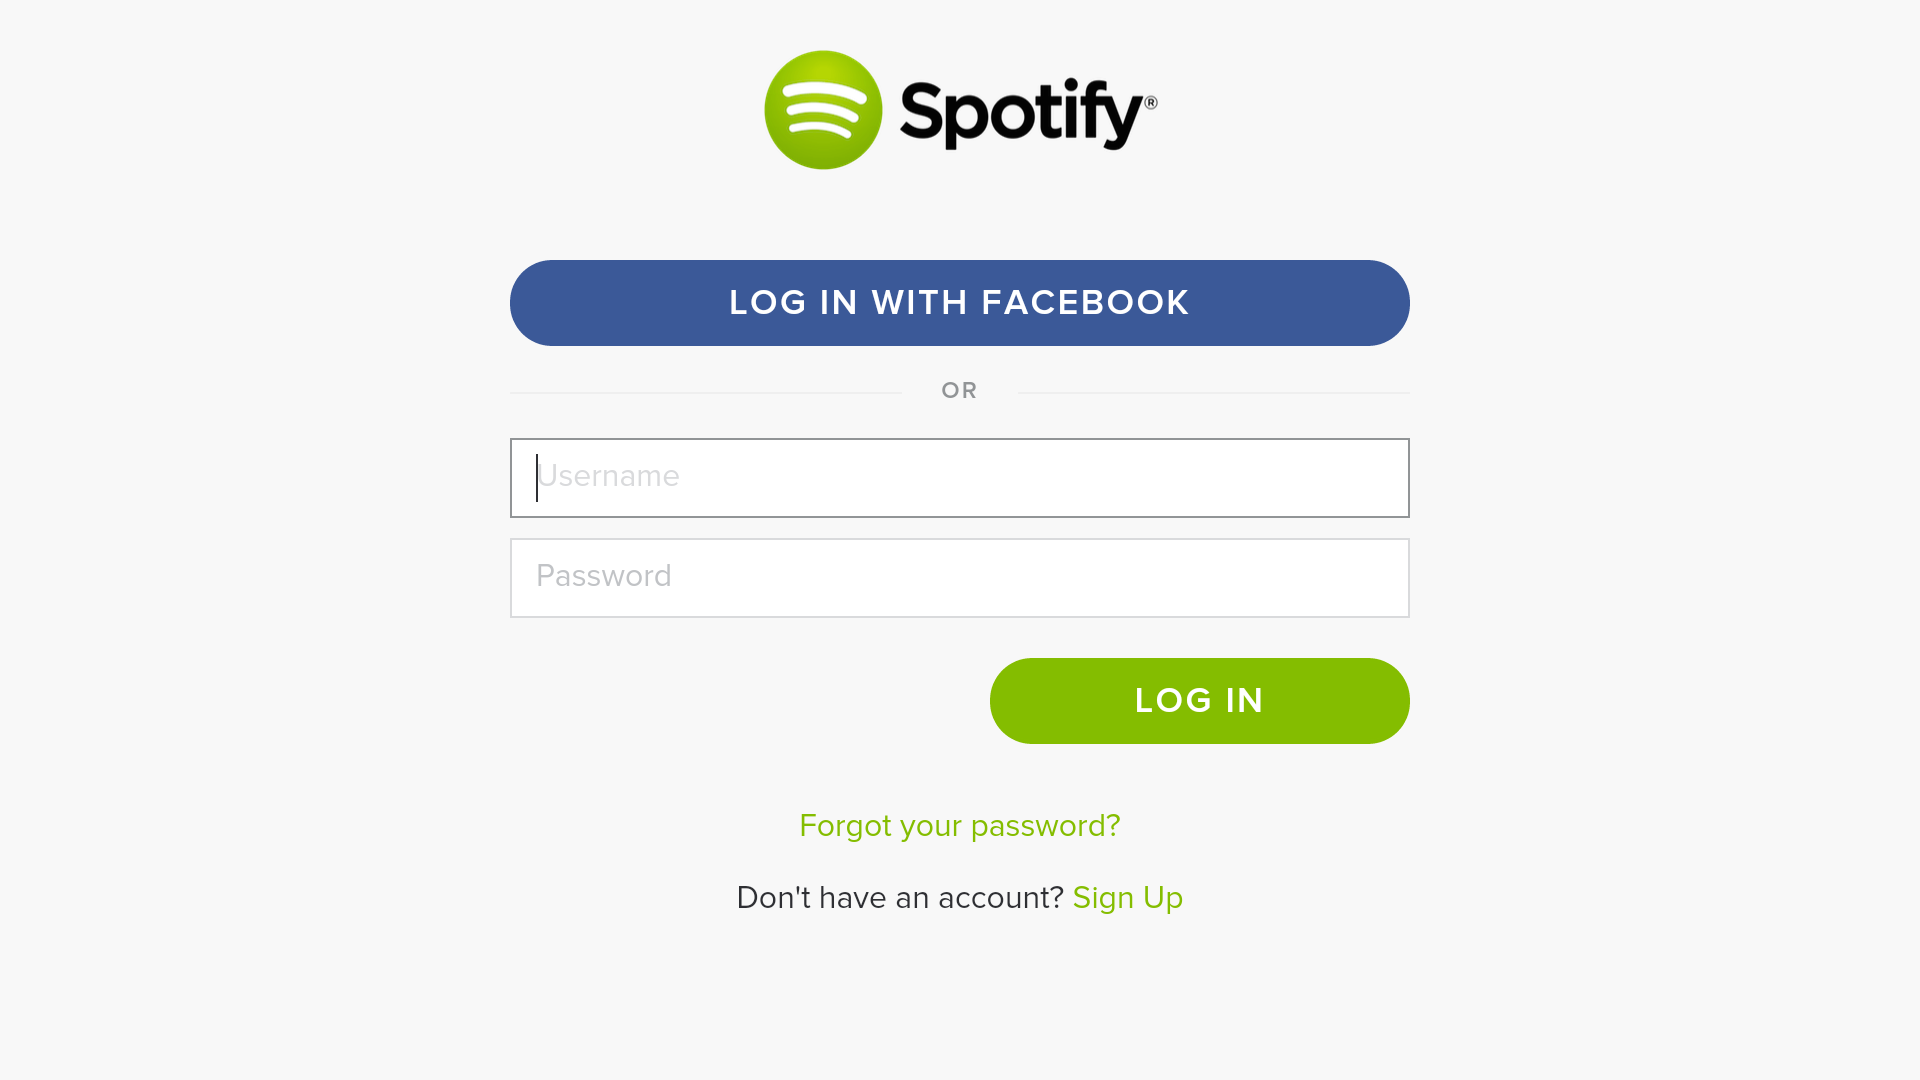 Spotify®
LOG IN WITH FACEBOOK
OR
Username
Password
LOG IN
Forgot your password?
Don't have an account? Sign Up